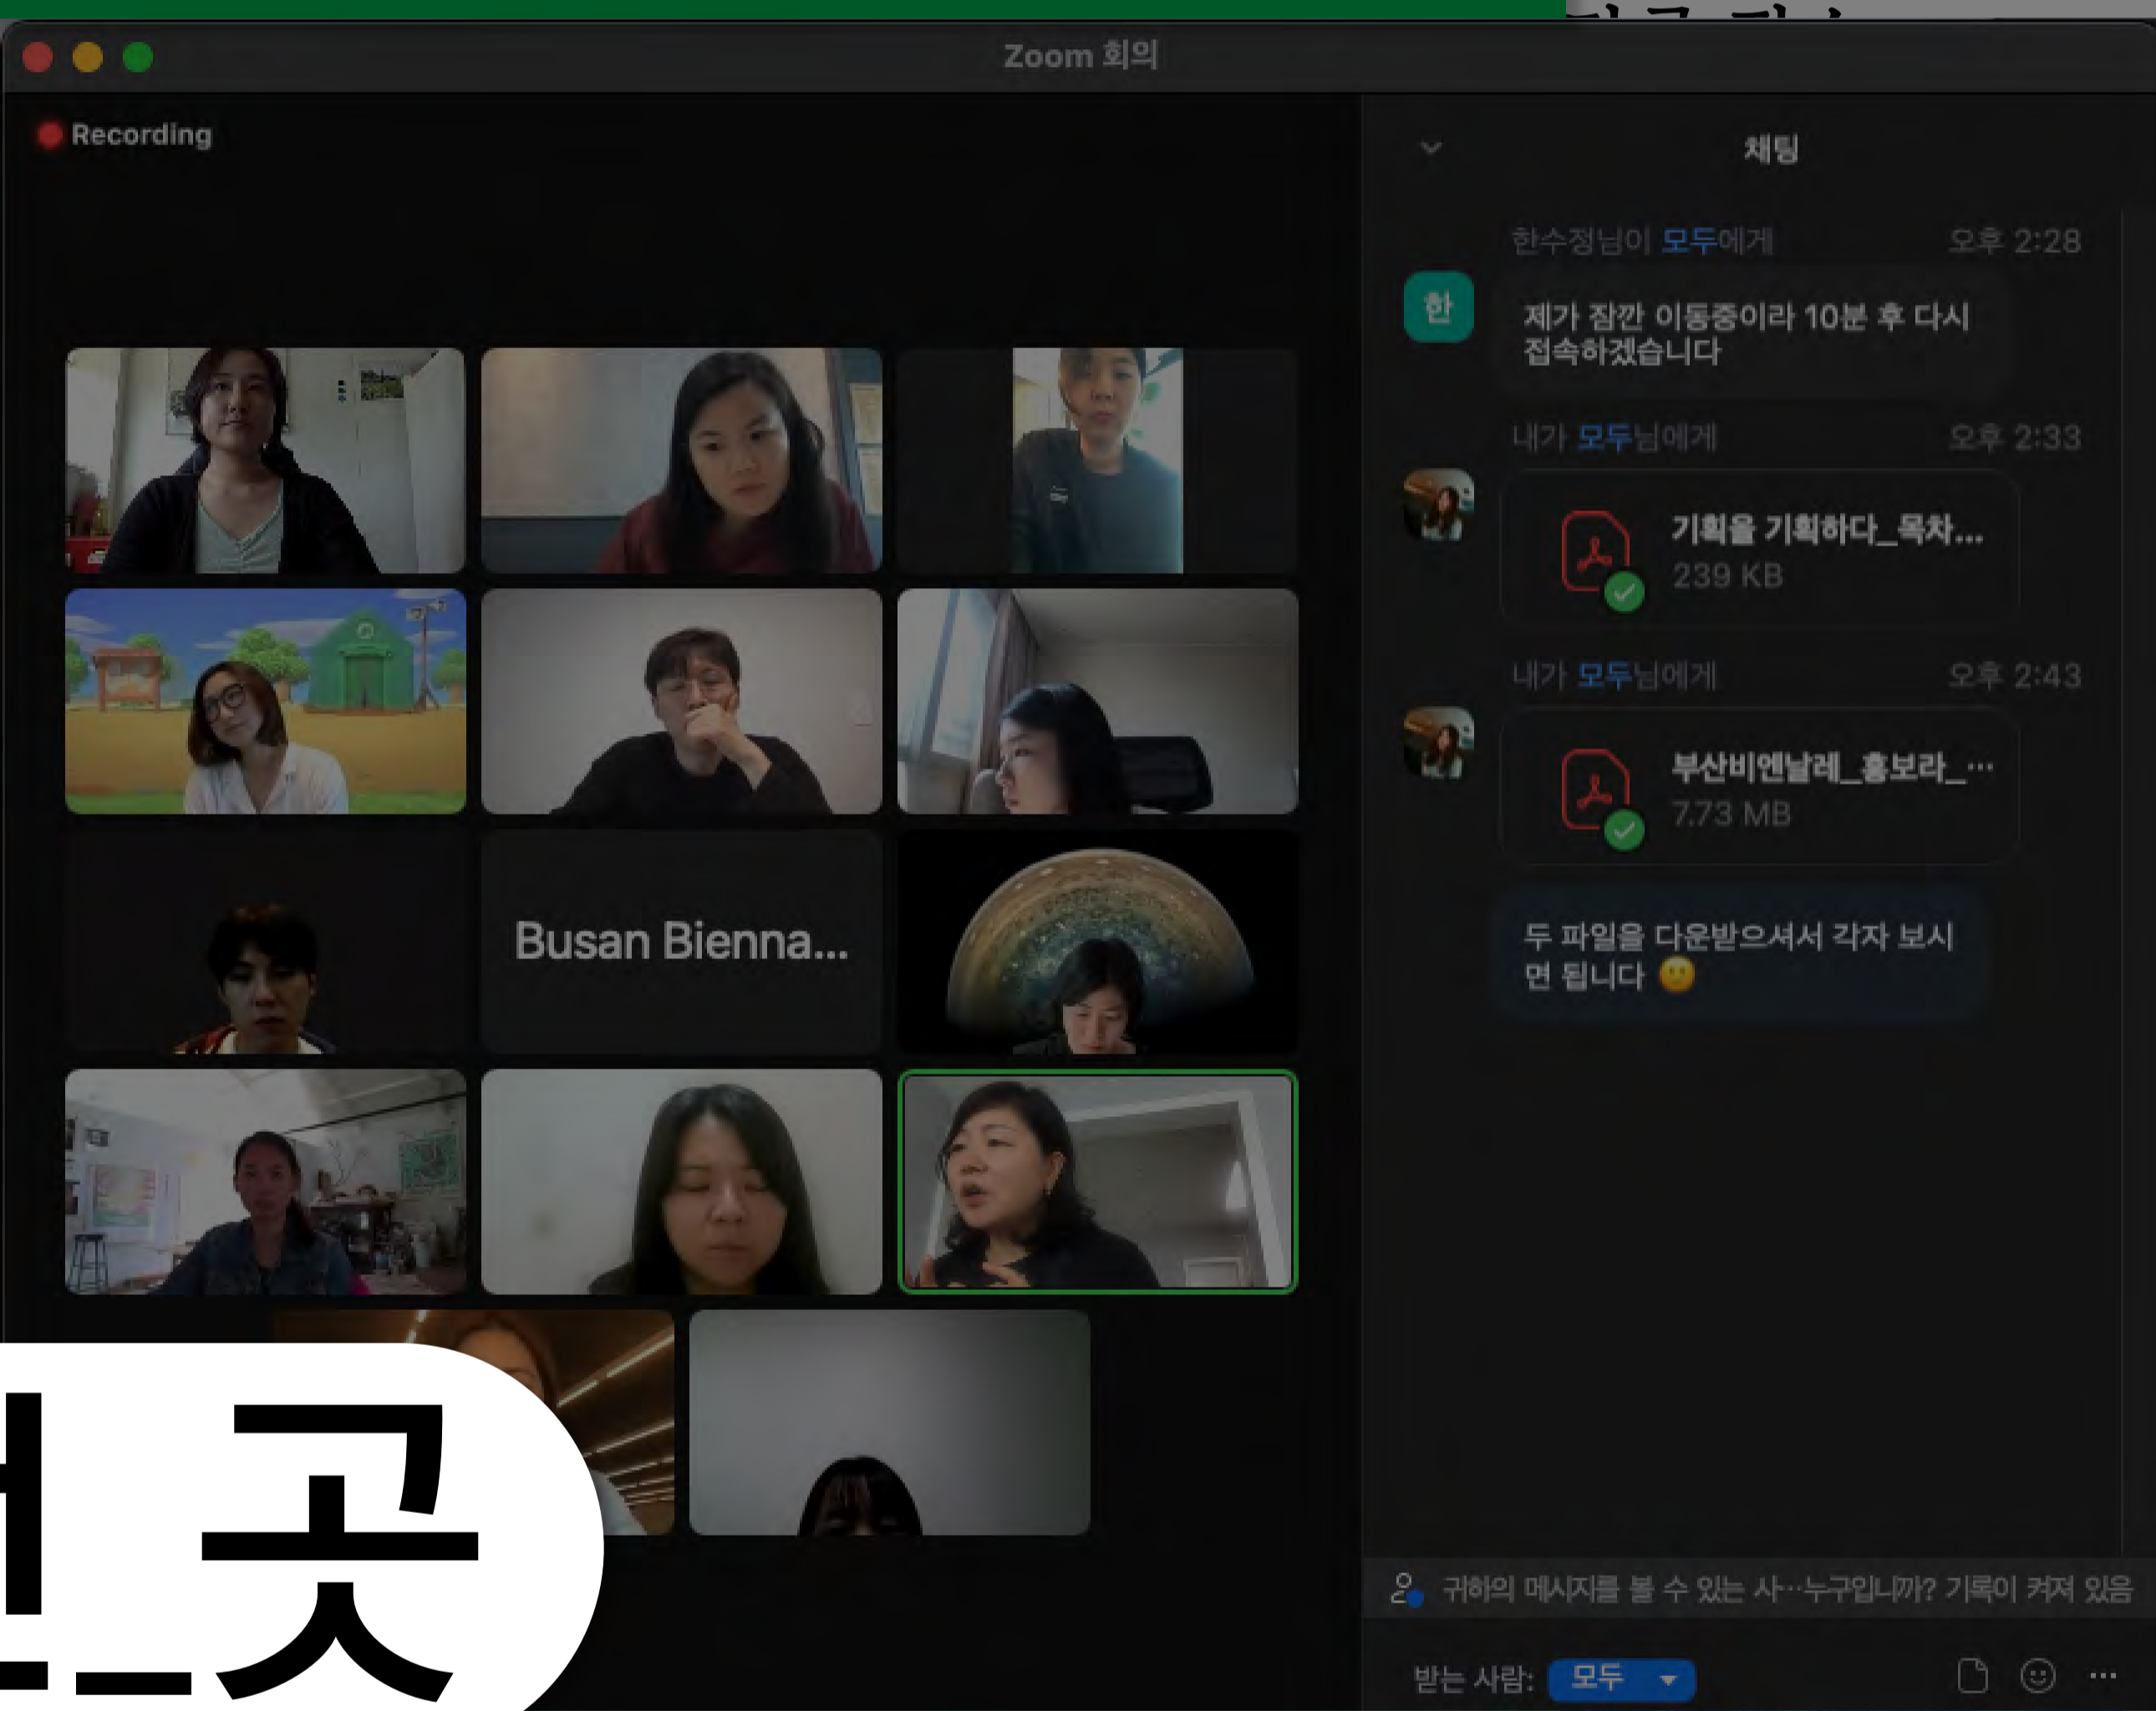 Zoom 회의
Recording
채팅
한수정님이 모두에게 오후 2:28
한
제가 잠깐 이동중이라 10분 후 다시
접속하겠습니다
내가 모두님에게 오후 2:33
기획을 기획하다_목차...
239 KB
내가 모두님에게 오후 2:43
부산비엔날레_홍보라_...
7.73 MB
두 파일을 다운받으셔서 각자 보시
면 됩니다 🙂
Busan Bienna...
귀하의 메시지를 볼 수 있는 사...누구입니까? 기록이 켜져 있음
받는 사람: 모두
_곳